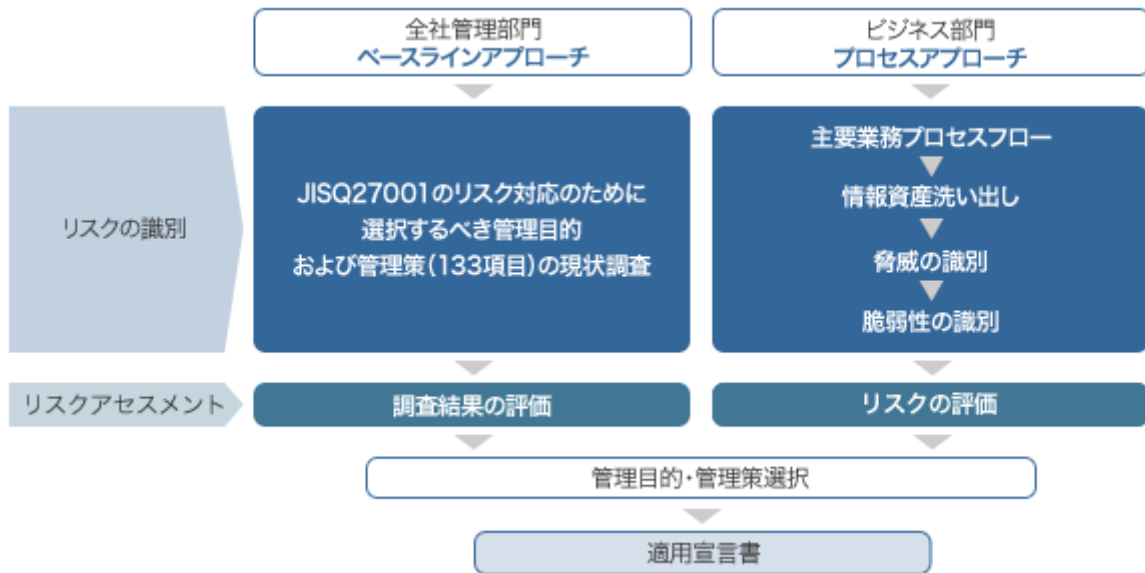 全社管理部門
ベースラインアプローチ
ビジネス部門
プロセスアプローチ
リスクの識別
JISQ27001のリスク対応のために
選択するべき管理目的
および管理策(133項目)の現状調査
主要業務プロセスフロー
情報資産洗い出し
脅威の識別
脆弱性の識別
リスクアセスメント
調査結果の評価
リスクの評価
管理目的・管理策選択
適用宣言書